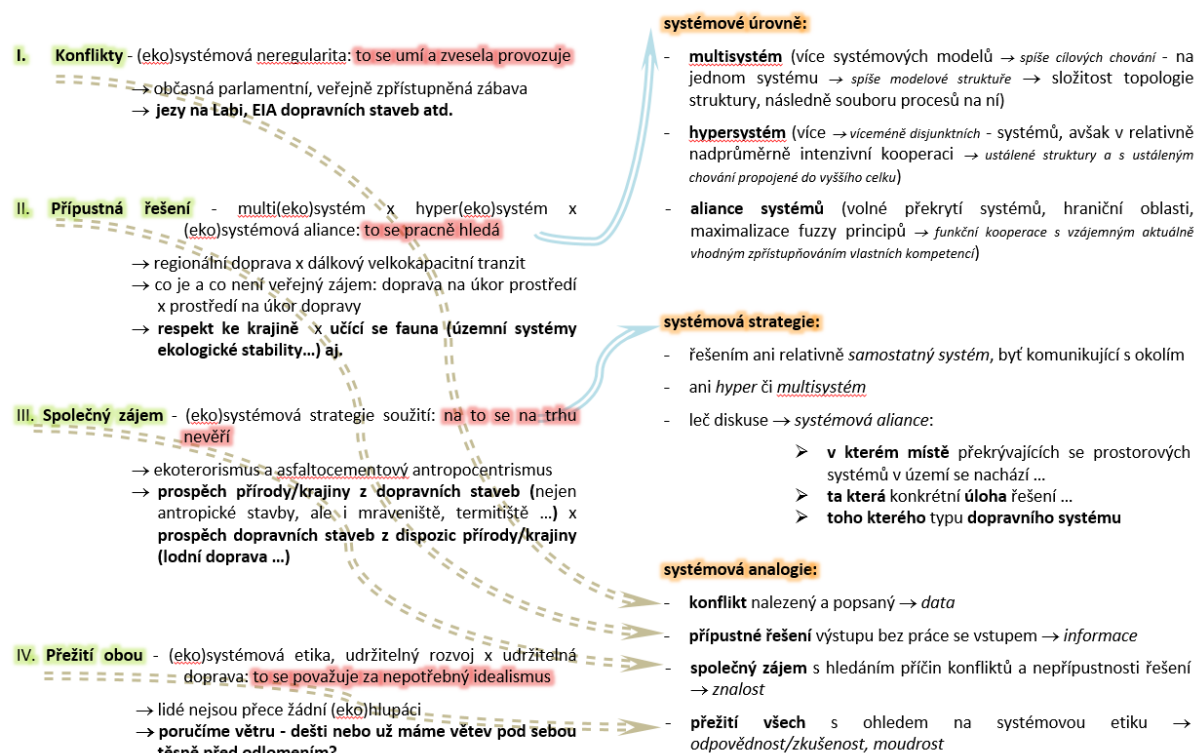 I. Konflikty - (eko)systémová neregularita: to se umí a zvesela provozuje
→ občasná parlamentní, veřejně zpřístupněná zábava
→ jezy na Labi, EIA dopravních staveb atd.
II. Přípustná řešení - multi(eko)systém x hyper(eko)systém x
(eko)systémová aliance: to se pracně hledá
→ regionální doprava x dálkový velkokapacitní tranzit
→ co je a co není veřejný zájem: doprava na úkor prostředí
x prostředí na úkor dopravy
→ respekt ke krajině x učící se fauna (územní systémy
ekologické stability…) aj.
III. Společný zájem - (eko)systémová strategie soužití: na to se na trhu
nevěří
→ ekoterorismus a asfaltocementový antropocentrismus
→ prospěch přírody/krajiny z dopravních staveb (nejen
antropické stavby, ale i mraveniště, termitiště …) x
prospěch dopravních staveb z dispozic přírody/krajiny
(lodní doprava …)
IV. Přežití obou - (eko)systémová etika, udržitelný rozvoj x udržitelná
doprava: to se považuje za nepotřebný idealismus
→ lidé nejsou přece žádní (eko)hlupáci
→ poručíme větru - dešti nebo už máme větev pod sebou
těsně před odlomením?
systémové úrovně:
- multisystém (více systémových modelů → spíše cílových chování - na
jednom systému → spíše modelové struktuře → složitost topologie
struktury, následně souboru procesů na ní)
- hypersystém (více → víceméně disjunktních - systémů, avšak v relativně
nadprůměrně intenzivní kooperaci → ustálené struktury a s ustáleným
chování propojené do vyššího celku)
- aliance systémů (volné překrytí systémů, hraniční oblasti,
maximalizace fuzzy principů → funkční kooperace s vzájemným aktuálně
vhodným zpřístupňováním vlastních kompetencí)
systémová strategie:
- řešením ani relativně samostatný systém, byť komunikující s okolím
- ani hyper či multisystém
- leč diskuse → systémová aliance:
➢ v kterém místě překrývajících se prostorových
systémů v území se nachází …
➢ ta která konkrétní úloha řešení …
➢ toho kterého typu dopravního systému
systémová analogie:
- konflikt nalezený a popsaný → data
- přípustné řešení výstupu bez práce se vstupem → informace
- společný zájem s hledáním příčin konfliktů a nepřípustnosti řešení
→ znalost
- přežití všech s ohledem na systémovou etiku →
odpovědnost/zkušenost, moudrost